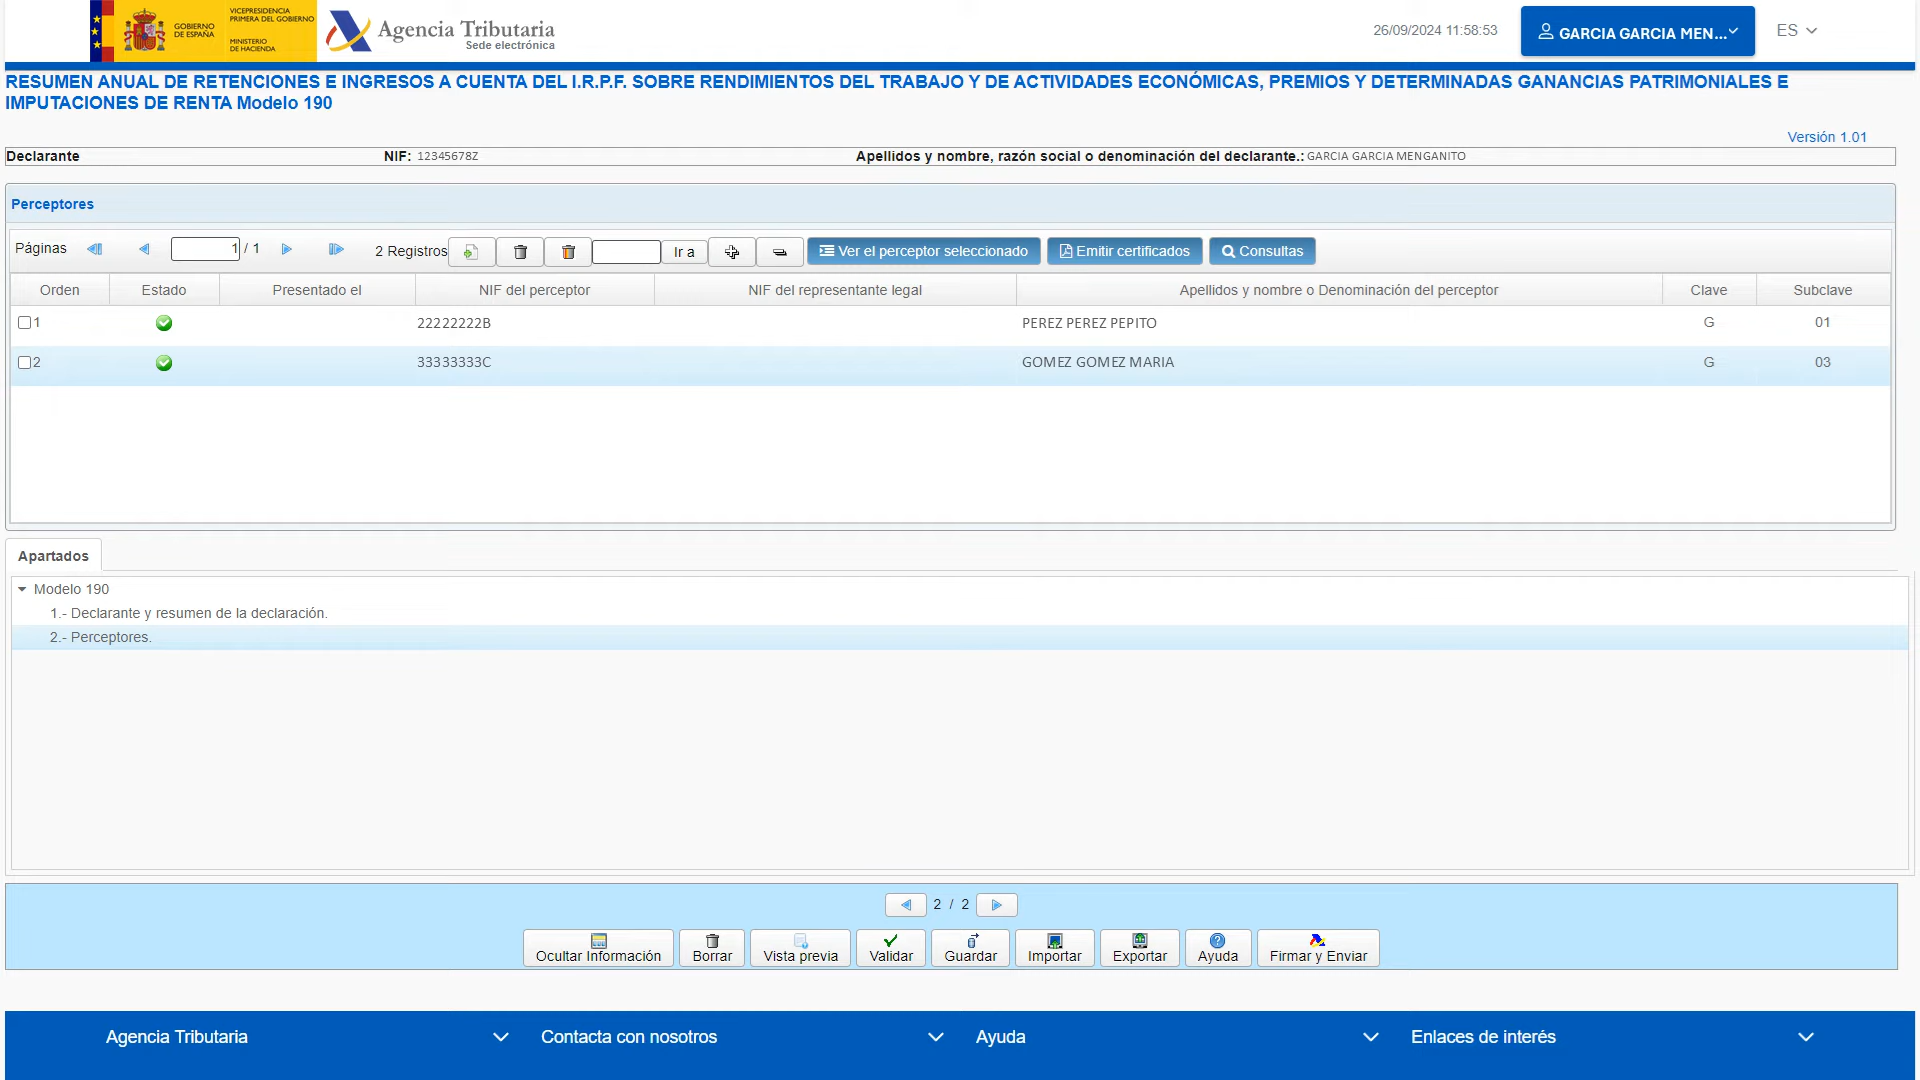 GOBIERNO
DE ESPAÑA
VICEPRESIDENCIA
PRIMERA DEL GOBIERNO
MINISTERIO
DE HACIENDA
Agencia Tributaria
Sede electrónica
26/09/2024 11:58:53
GARCIA GARCIA MEN...
ES
RESUMEN ANUAL DE RETENCIONES E INGRESOS A CUENTA DEL I.R.P.F. SOBRE RENDIMIENTOS DEL TRABAJO Y DE ACTIVIDADES ECONÓMICAS, PREMIOS Y DETERMINADAS GANANCIAS PATRIMONIALES E
IMPUTACIONES DE RENTA Modelo 190
Versión 1.01
Declarante NIF: 12345678Z Apellidos y nombre, razón social o denominación del declarante.: GARCIA GARCIA MENGANITO
Perceptores
Páginas 1 / 1 2 Registros Ir a Ver el perceptor seleccionado Emitir certificados Consultas
Orden Estado Presentado el NIF del perceptor NIF del representante legal Apellidos y nombre o Denominación del perceptor Clave Subclave
1 22222222B PEREZ PEREZ PEPITO G 01
2 33333333C GOMEZ GOMEZ MARIA G 03
Apartados
Modelo 190
1.- Declarante y resumen de la declaración.
2.- Perceptores.
2 / 2
Ocultar Información Borrar Vista previa Validar Guardar Importar Exportar Ayuda Firmar y Enviar
Agencia Tributaria Contacta con nosotros Ayuda Enlaces de interés